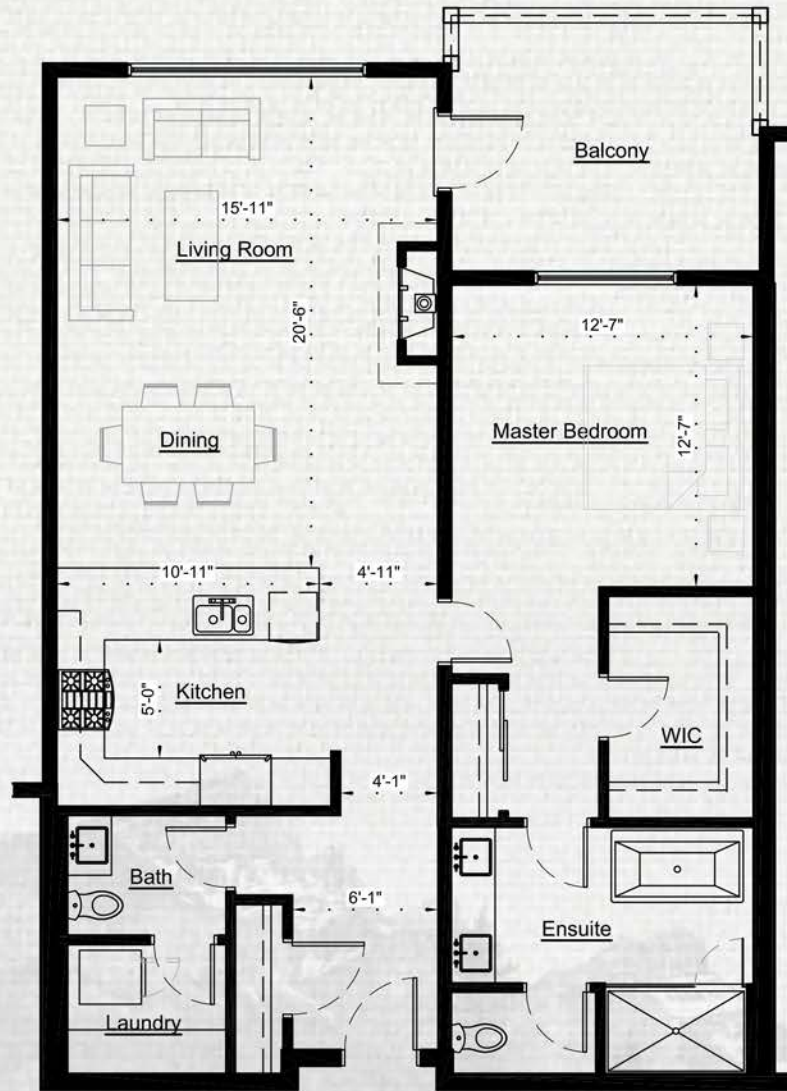 Balcony
15'-11"
Living Room
20'-6"
12'-7"
Master Bedroom
12'-7"
Dining
10'-11"
4'-11"
Kitchen
5'-0"
WIC
4'-1"
Bath
6'-1"
Ensuite
Laundry